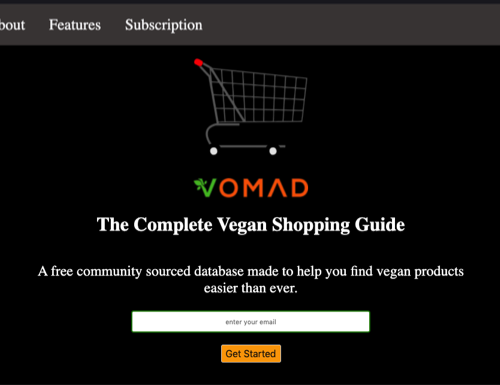 bout Features Subscription
VOMAD
The Complete Vegan Shopping Guide
A free community sourced database made to help you find vegan products
easier than ever.
enter your email
Get Started